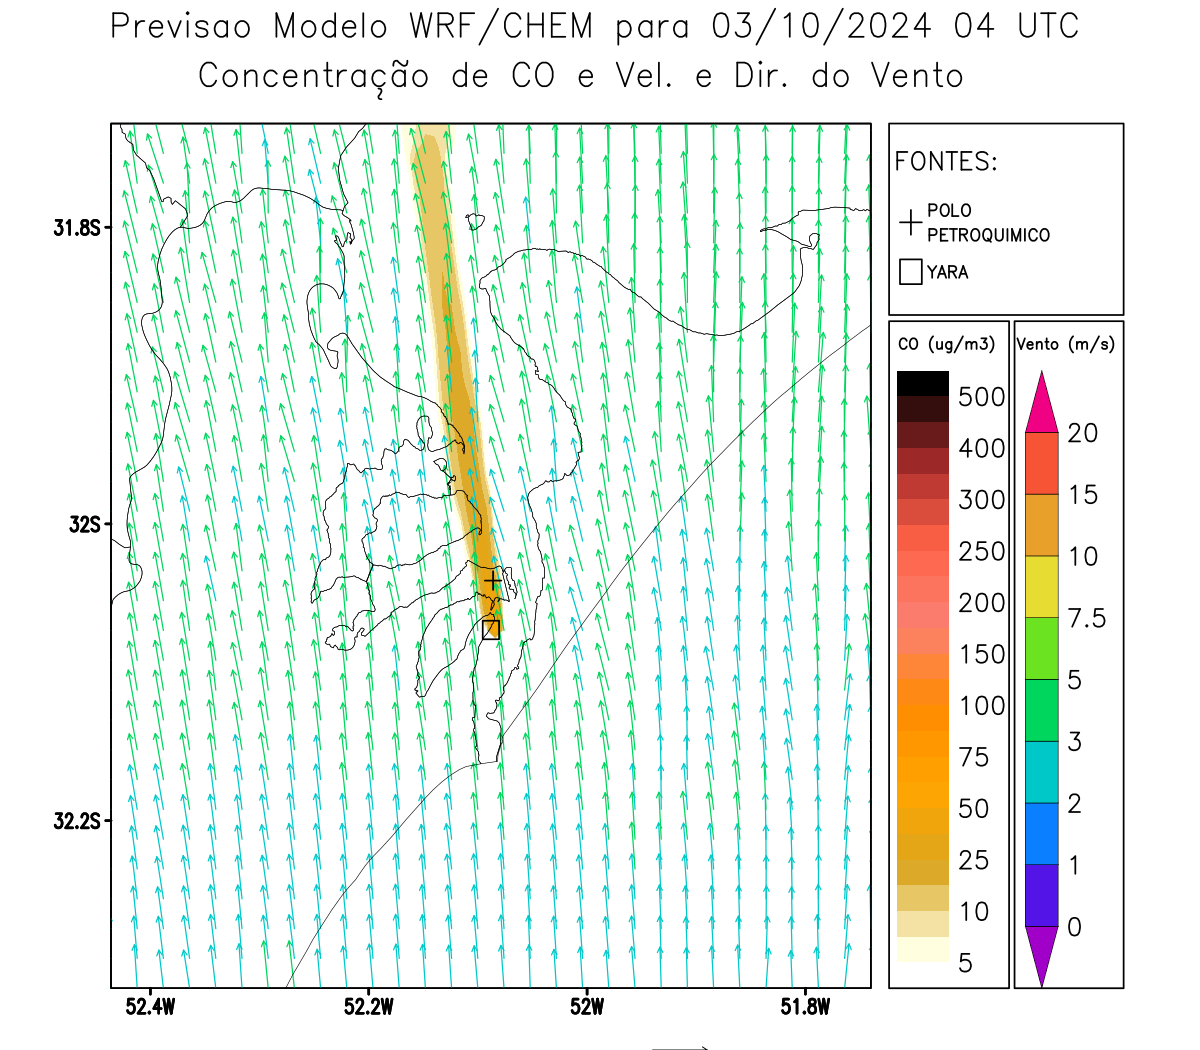 Previsao Modelo WRF/CHEM para 03/10/2024 04 UTC
Concentração de CO e Vel. e Dir. do Vento
FONTES:
POLO
PETROQUIMICO
YARA
CO (ug/m3)
500
400
300
250
200
150
100
75
50
25
10
5
Vento (m/s)
20
15
10
7.5
5
3
2
1
0
31.8S
32S
32.2S
52.4W
52.2W
52W
51.8W